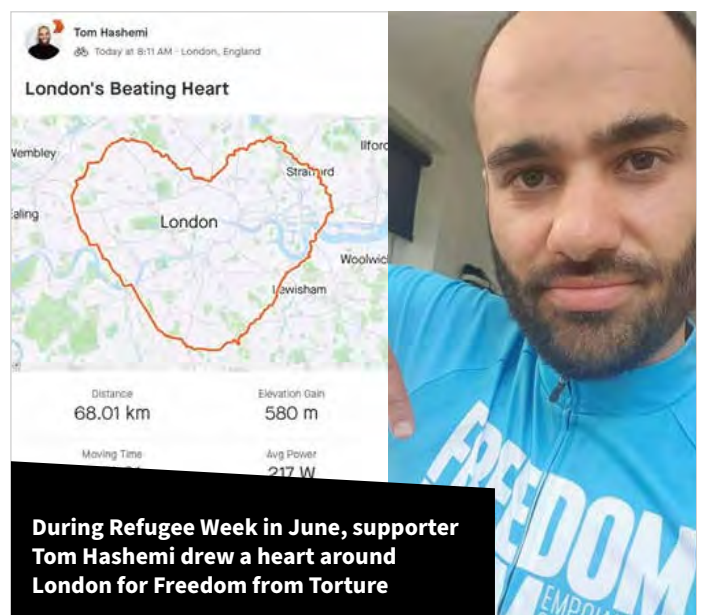 Tom Hashemi
Today at 8:11 AM · London, England
London's Beating Heart
Wembley
Ilford
Stratford
Ealing
London
Woolwich
Lewisham
Distance
Elevation Gain
68.01 km
580 m
Moving Time
Avg Power
217 W
FREEDOM
During Refugee Week in June, supporter
Tom Hashemi drew a heart around
London for Freedom from Torture